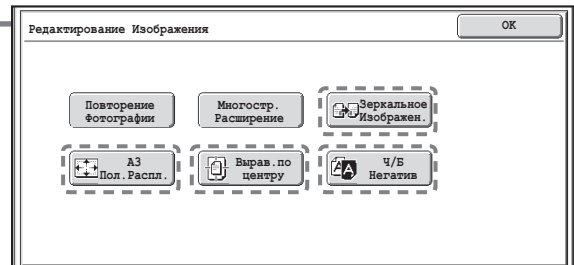 Редактирование Изображения
OK
Повторение
Фотографии
Многостр.
Расширение
Зеркальное
Изображен.
A3
Пол.Распл.
Вырав.по
центру
Ч/Б
Негатив